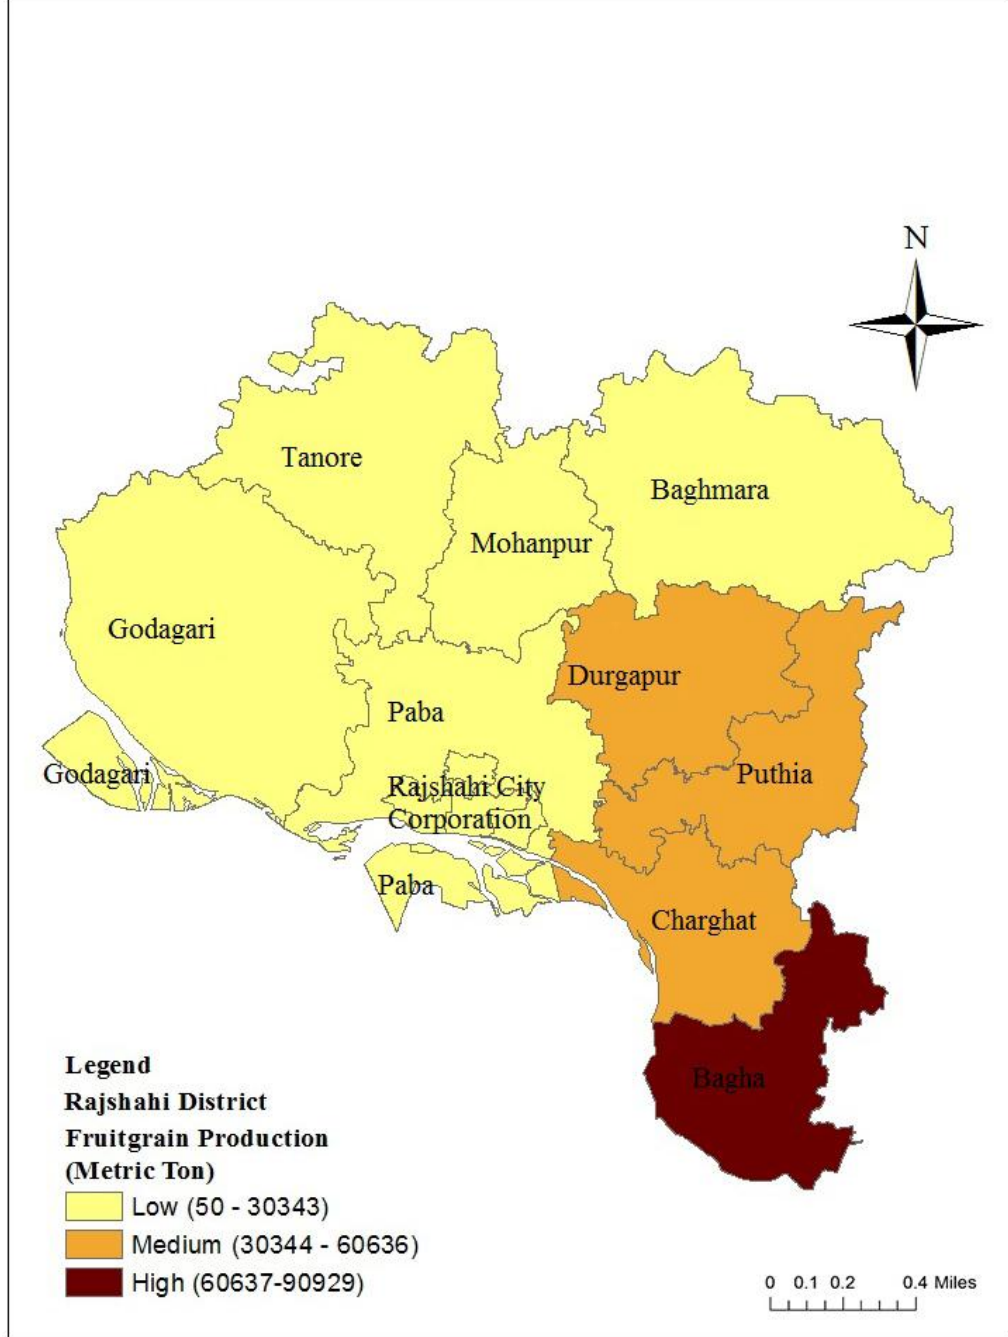 N
Tanore
Baghmara
Mohanpur
Godagari
Durgapur
Paba
Godagari
Puthia
Rajshahi City
Corporation
Paba
Charghat
Bagha
Legend
Rajshahi District
Fruitgrain Production
(Metric Ton)
Low (50 - 30343)
Medium (30344 - 60636)
High (60637-90929)
0 0.1 0.2 0.4 Miles